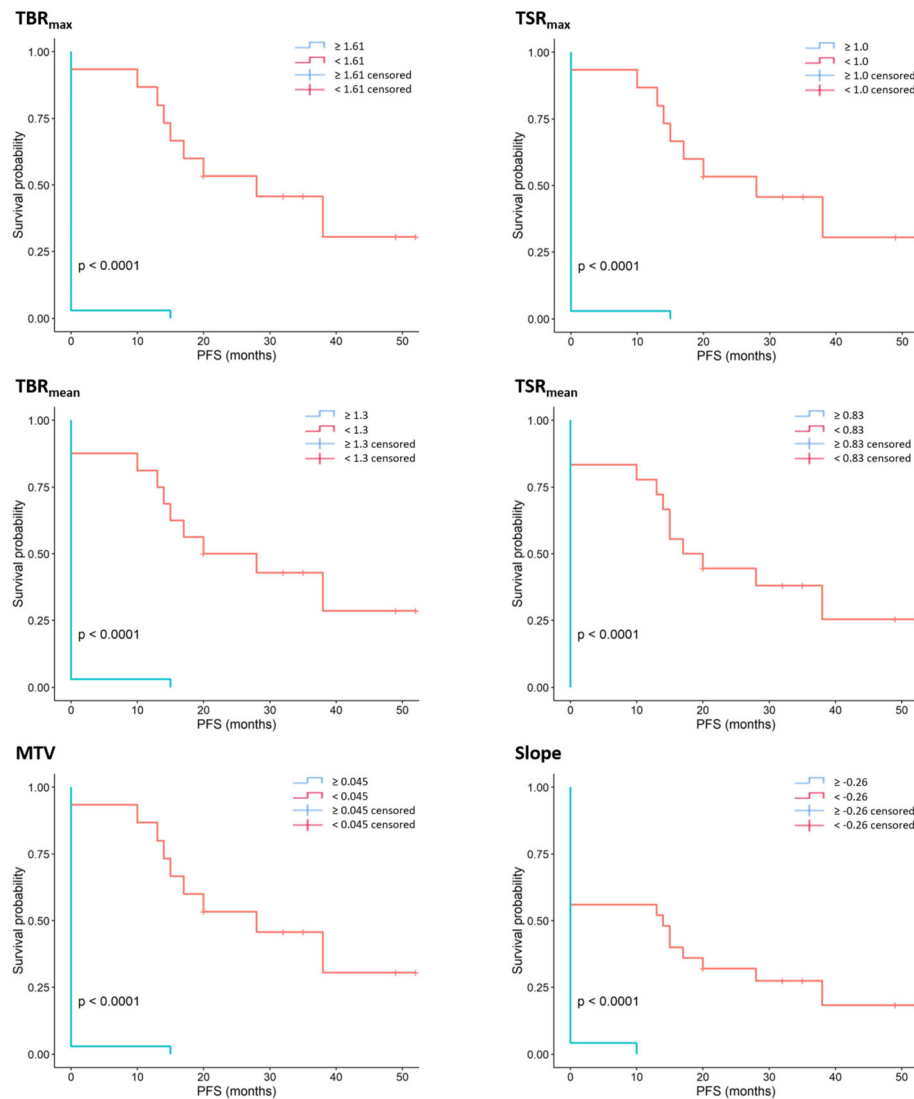 TBRmax
≥ 1.61
< 1.61
≥ 1.61 censored
< 1.61 censored
Survival probability
1.00
0.75
0.50
0.25
0.00
p < 0.0001
0 10 20 30 40 50
PFS (months)
TSRmax
≥ 1.0
< 1.0
≥ 1.0 censored
< 1.0 censored
Survival probability
1.00
0.75
0.50
0.25
0.00
p < 0.0001
0 10 20 30 40 50
PFS (months)
TBRmean
≥ 1.3
< 1.3
≥ 1.3 censored
< 1.3 censored
Survival probability
1.00
0.75
0.50
0.25
0.00
p < 0.0001
0 10 20 30 40 50
PFS (months)
TSRmean
≥ 0.83
< 0.83
≥ 0.83 censored
< 0.83 censored
Survival probability
1.00
0.75
0.50
0.25
0.00
p < 0.0001
0 10 20 30 40 50
PFS (months)
MTV
≥ 0.045
< 0.045
≥ 0.045 censored
< 0.045 censored
Survival probability
1.00
0.75
0.50
0.25
0.00
p < 0.0001
0 10 20 30 40 50
PFS (months)
Slope
≥ -0.26
< -0.26
≥ -0.26 censored
< -0.26 censored
Survival probability
1.00
0.75
0.50
0.25
0.00
p < 0.0001
0 10 20 30 40 50
PFS (months)